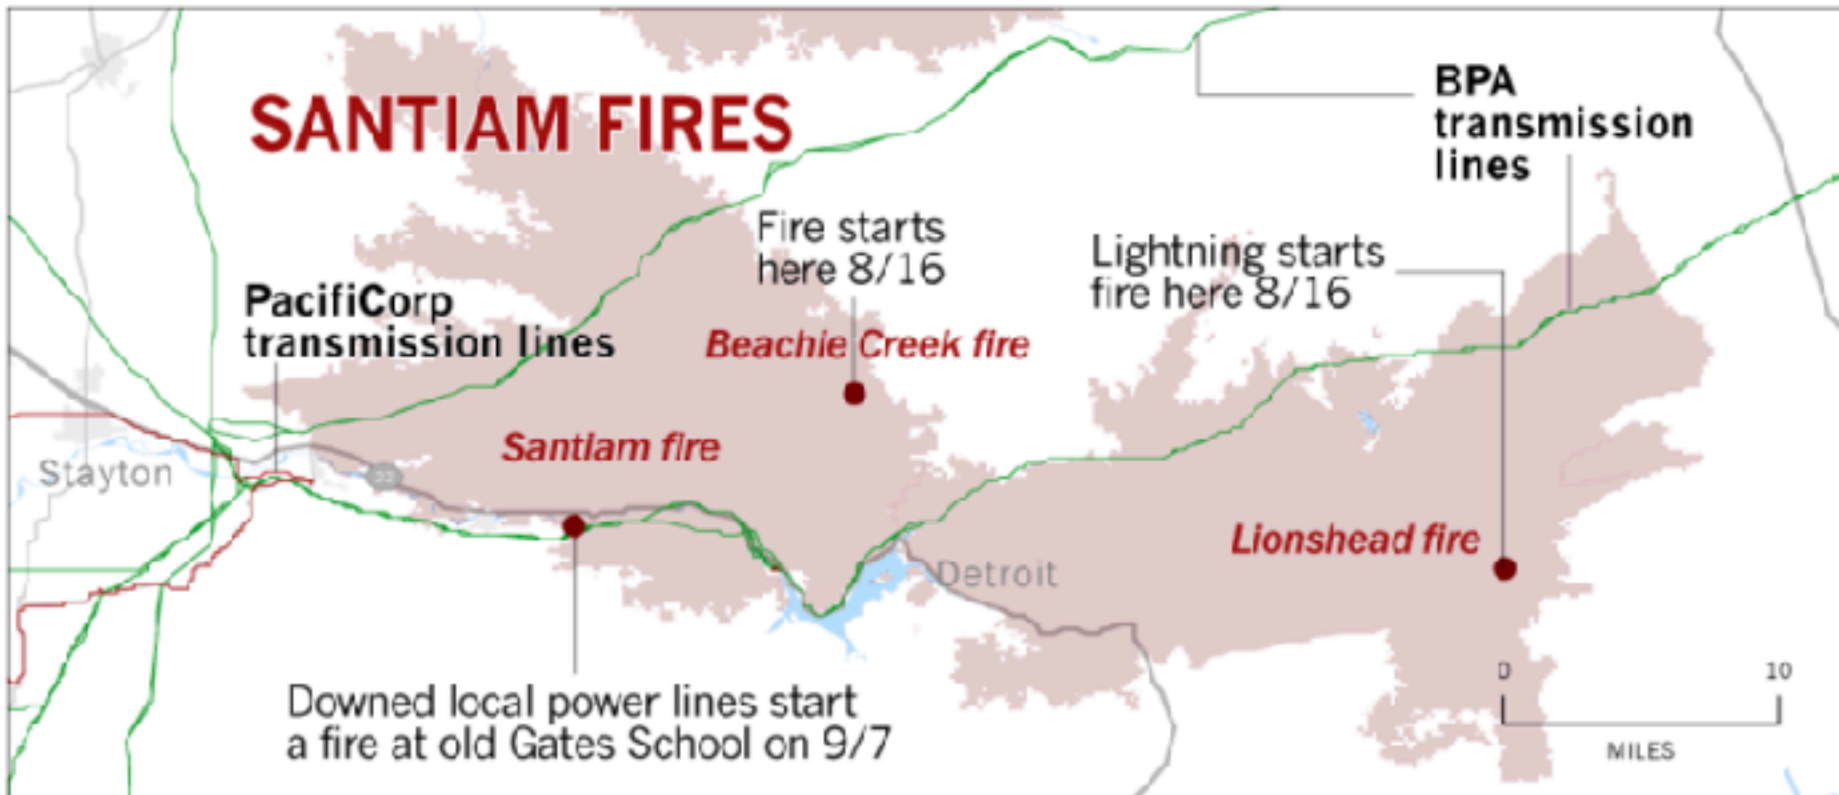 SANTIAM FIRES
BPA
transmission
lines
Fire starts
here 8/16
Lightning starts
fire here 8/16
PacifiCorp
transmission lines
Beachie Creek fire
Santiam fire
Stayton
22
Lionshead fire
Detroit
0
10
MILES
Downed local power lines start
a fire at old Gates School on 9/7